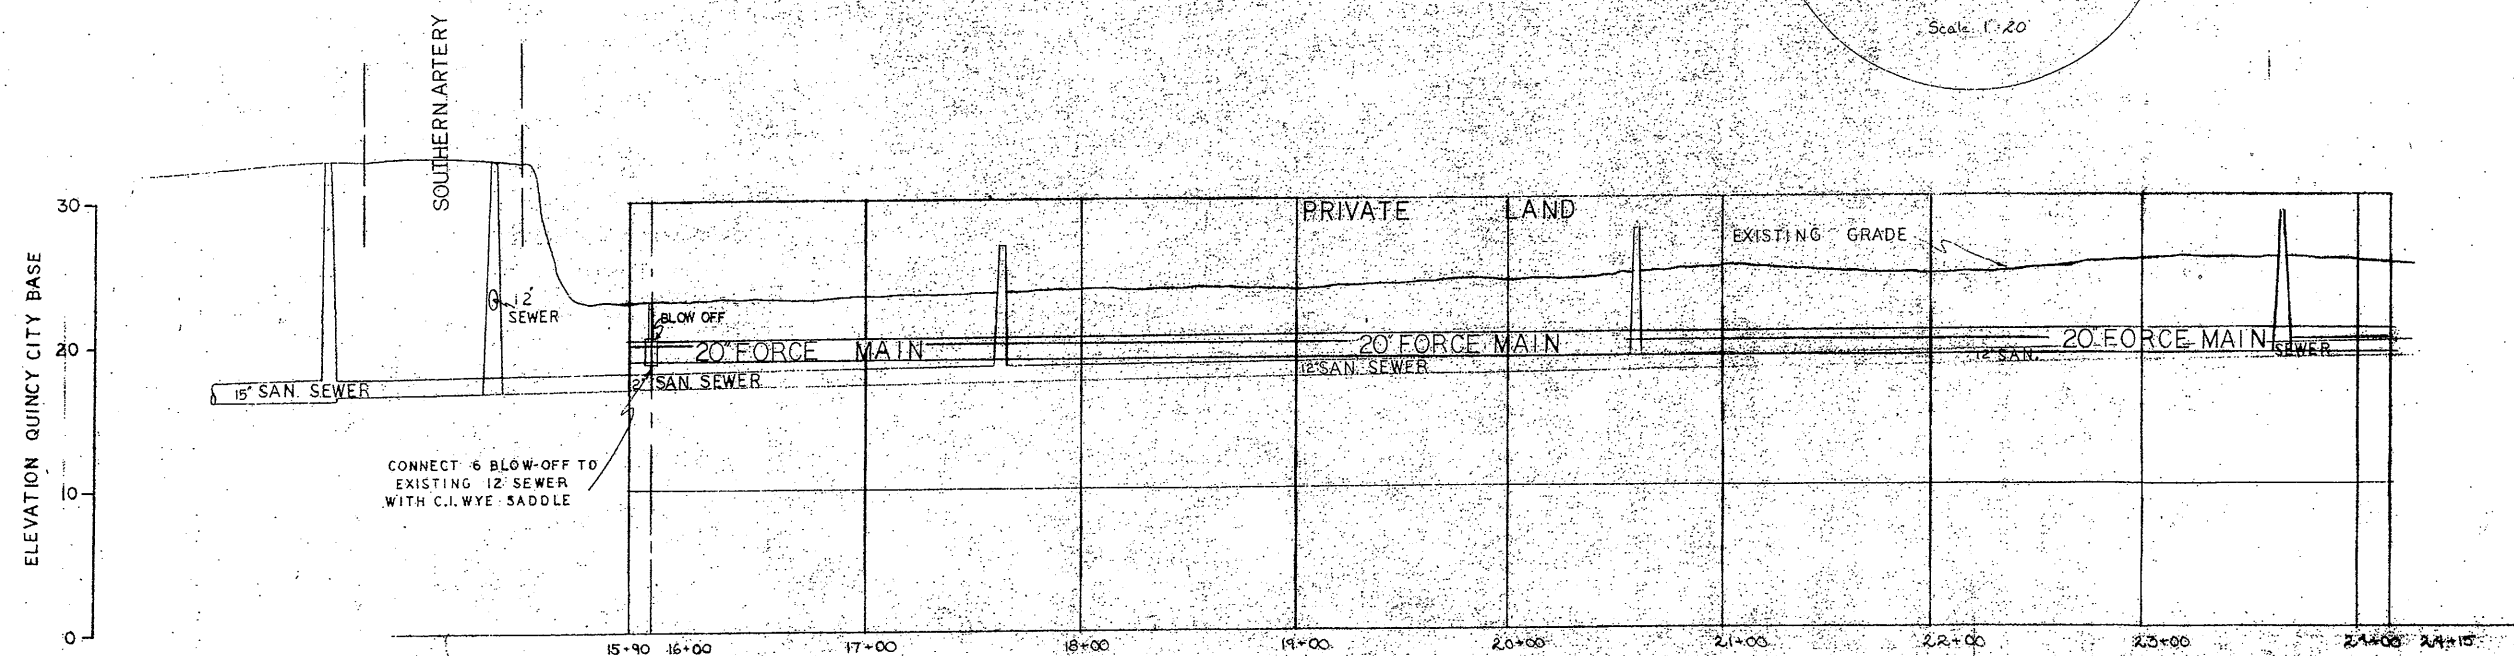 Scale 1":20'
SOUTHERN ARTERY
ELEVATION QUINCY CITY BASE
30
20
10
0
PRIVATE LAND
EXISTING GRADE
12" SEWER
BLOW OFF
20" FORCE MAIN
20" FORCE MAIN
20" FORCE MAIN
15" SAN. SEWER
12" SAN. SEWER
12" SAN. SEWER
12" SAN. SEWER
CONNECT 6 BLOW-OFF TO
EXISTING 12" SEWER
WITH C.I. WYE SADDLE
15+90 16+00 17+00 18+00 19+00 20+00 21+00 22+00 23+00 24+00 24+15